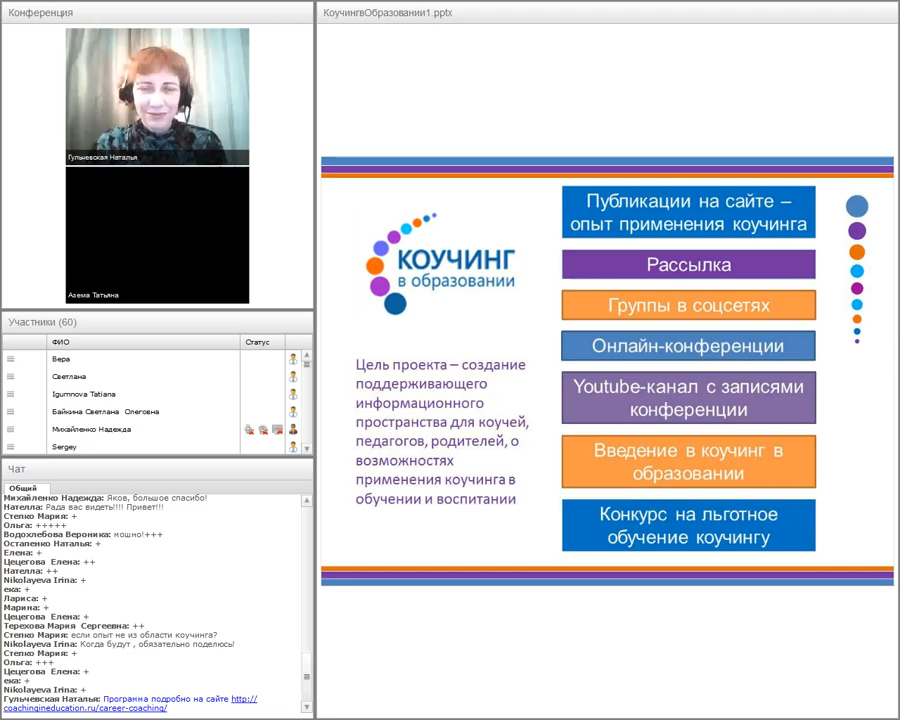 Конференция
Гульчевская Наталья
Азема Татьяна
Участники (60)
ФИО Статус
Вера
Светлана
Igumnova Tatiana
Байкина Светлана Олеговна
Михайленко Надежда
Sergey
Чат
Общий
Михайленко Надежда: Яков, большое спасибо!
Нателла: Рада вас видеть!!!! Привет!!!
Степко Мария: +
Ольга: +++++
Водохлебова Вероника: мошно!+++
Остапенко Наталья: +
Елена: +
Цецегова Елена: ++
Нателла: ++
Nikolayeva Irina: +
ека: +
Лариса: +
Марина: +
Цецегова Елена: +
Терехова Мария Сергеевна: ++
Степко Мария: если опыт не из области коучинга?
Nikolayeva Irina: Когда будут , обязательно поделюсь!
Степко Мария: +
Ольга: +++
Цецегова Елена: +
ека: +
Nikolayeva Irina: +
Гульчевская Наталья: Программа подробно на сайте http://
coachingineducation.ru/career-coaching/
КоучингвОбразовании1.pptx
КОУЧИНГ
в образовании
Цель проекта – создание
поддерживающего
информационного
пространства для коучей,
педагогов, родителей, о
возможностях
применения коучинга в
обучении и воспитании
Публикации на сайте –
опыт применения коучинга
Рассылка
Группы в соцсетях
Онлайн-конференции
Youtube-канал с записями
конференции
Введение в коучинг в
образовании
Конкурс на льготное
обучение коучингу